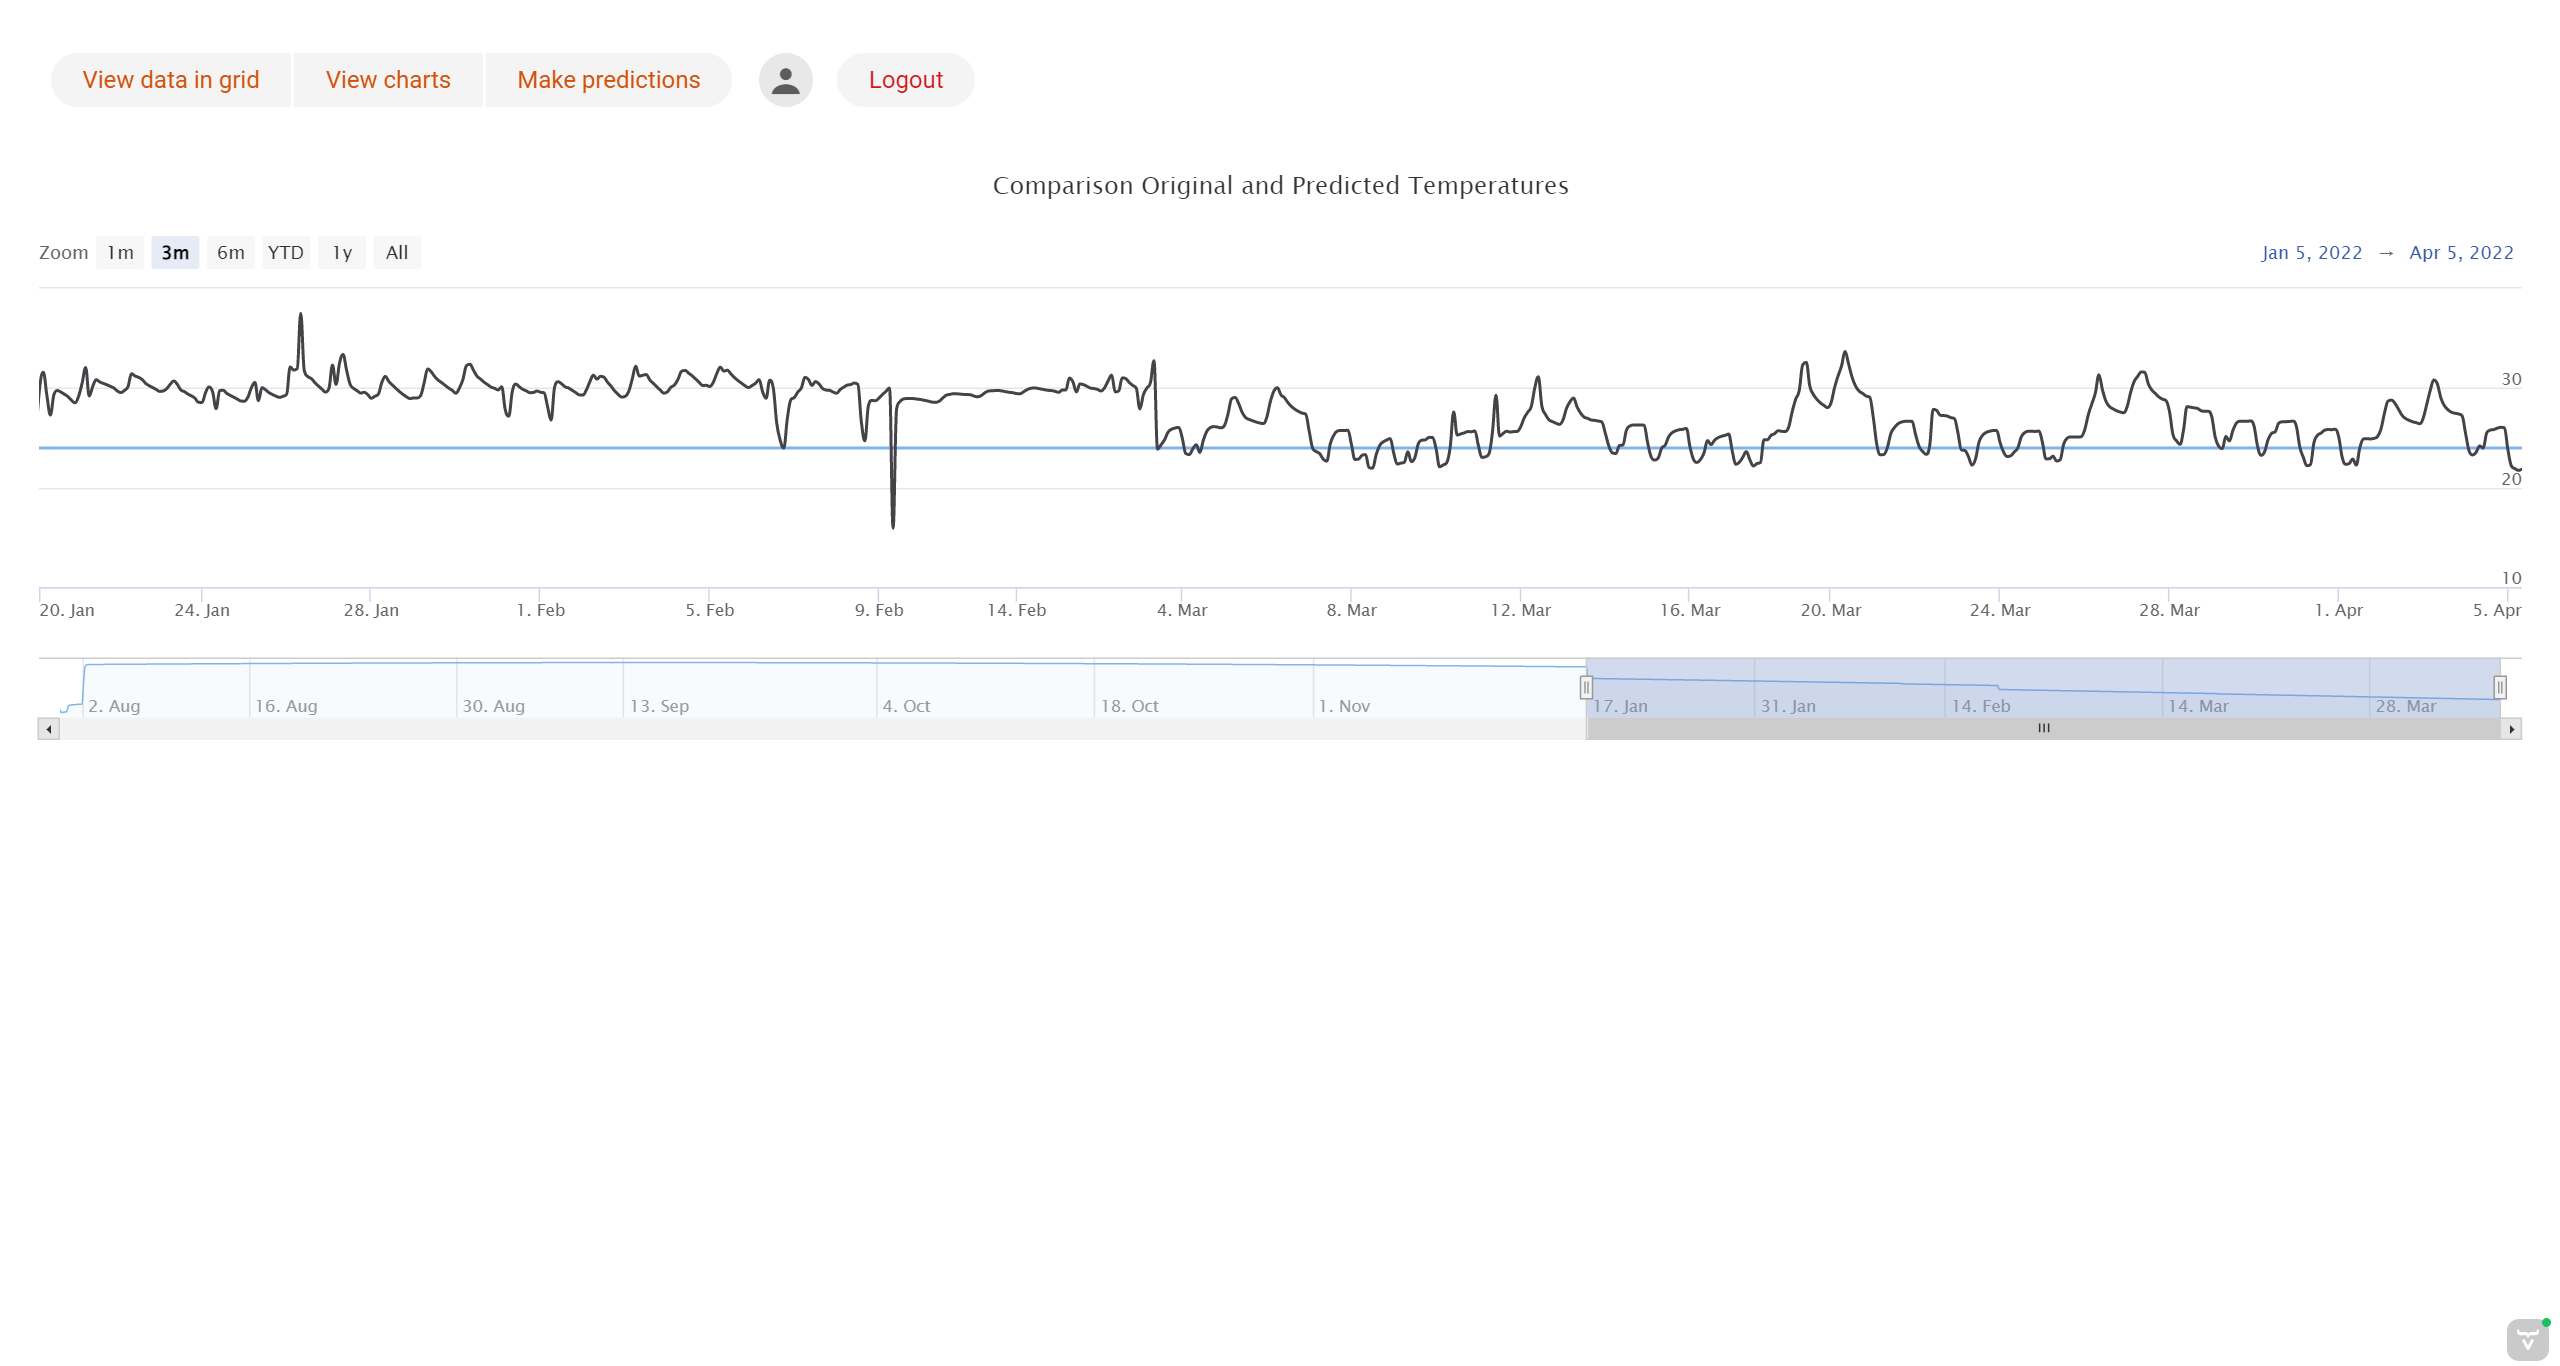 View data in grid View charts Make predictions Logout
Comparison Original and Predicted Temperatures
Zoom 1m 3m 6m YTD 1y All Jan 5, 2022 → Apr 5, 2022
30
20
10
20. Jan 24. Jan 28. Jan 1. Feb 5. Feb 9. Feb 14. Feb 4. Mar 8. Mar 12. Mar 16. Mar 20. Mar 24. Mar 28. Mar 1. Apr 5. Apr
2. Aug 16. Aug 30. Aug 13. Sep 4. Oct 18. Oct 1. Nov 17. Jan 31. Jan 14. Feb 14. Mar 28. Mar